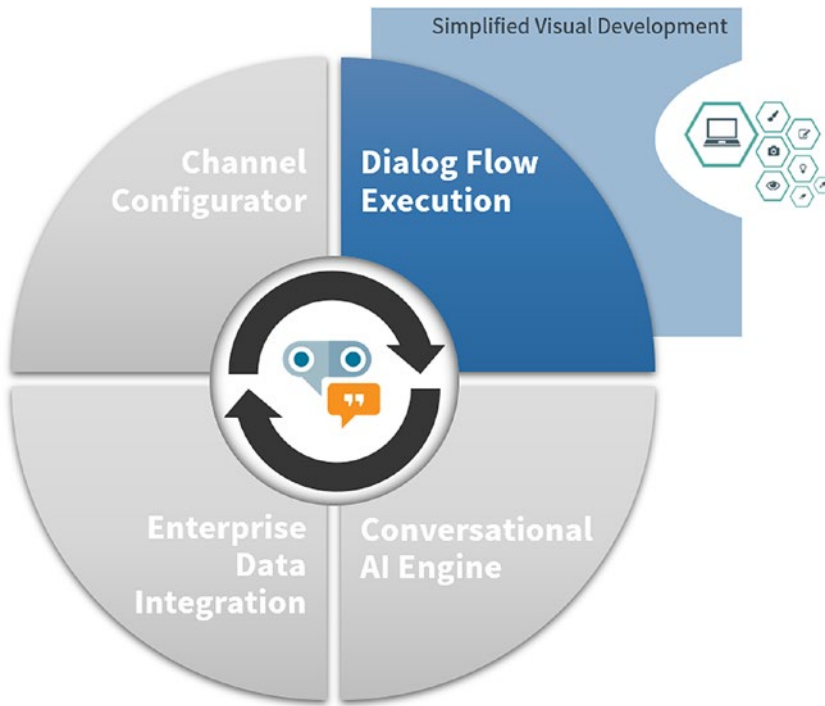 Simplified Visual Development
Channel
Configurator
Dialog Flow
Execution
Enterprise
Data
Integration
Conversational
AI Engine